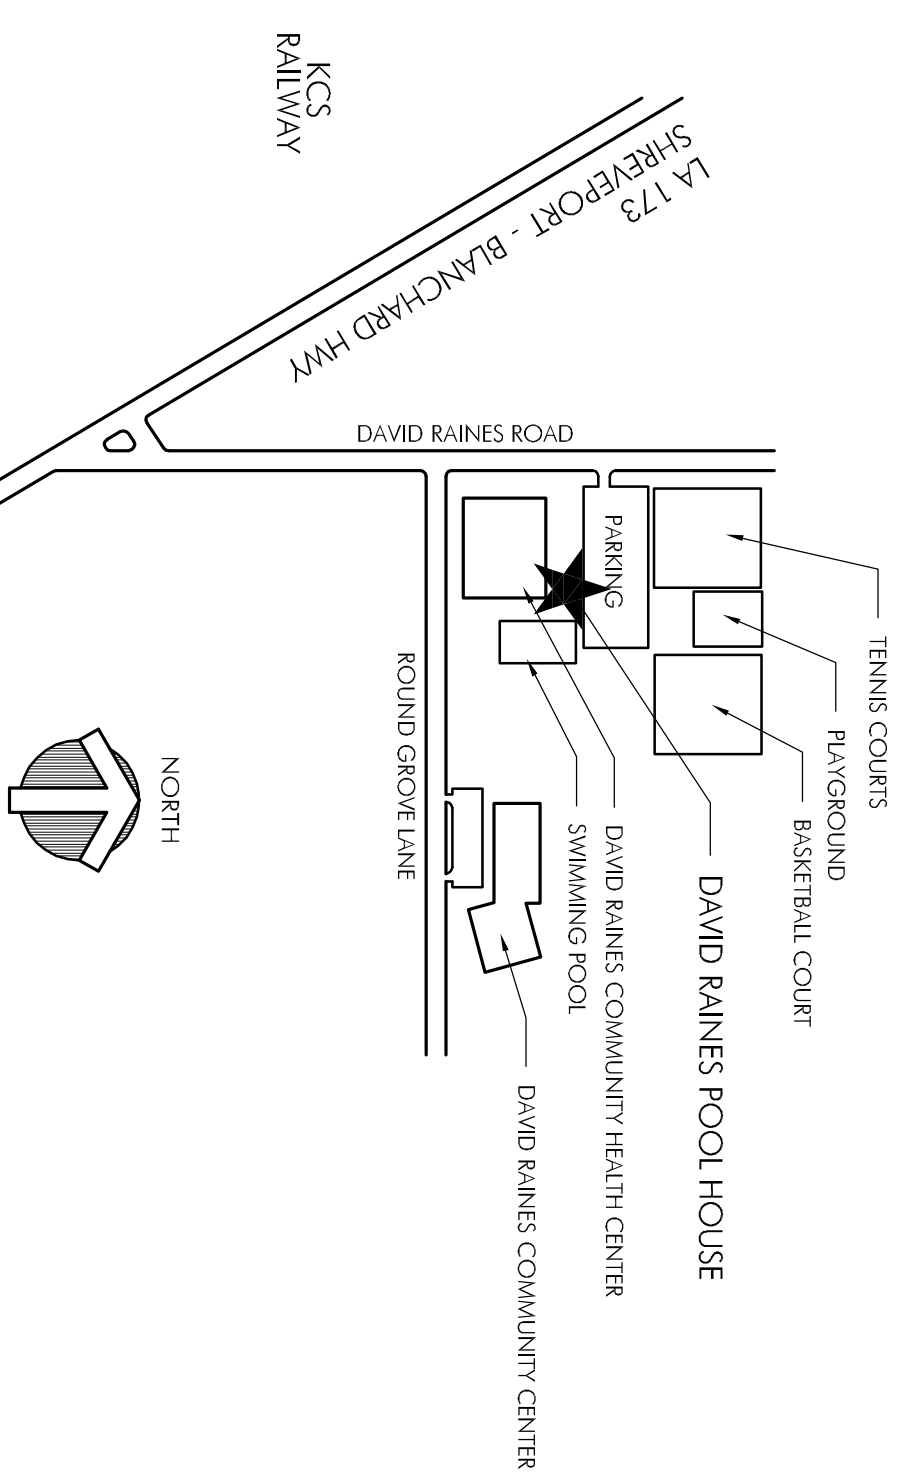 KCS
RAILWAY
LA 173
SHREVEPORT - BLANCHARD HWY
DAVID RAINES ROAD
PARKING
TENNIS COURTS
PLAYGROUND
BASKETBALL COURT
DAVID RAINES POOL HOUSE
DAVID RAINES COMMUNITY HEALTH CENTER
SWIMMING POOL
DAVID RAINES COMMUNITY CENTER
ROUND GROVE LANE
NORTH